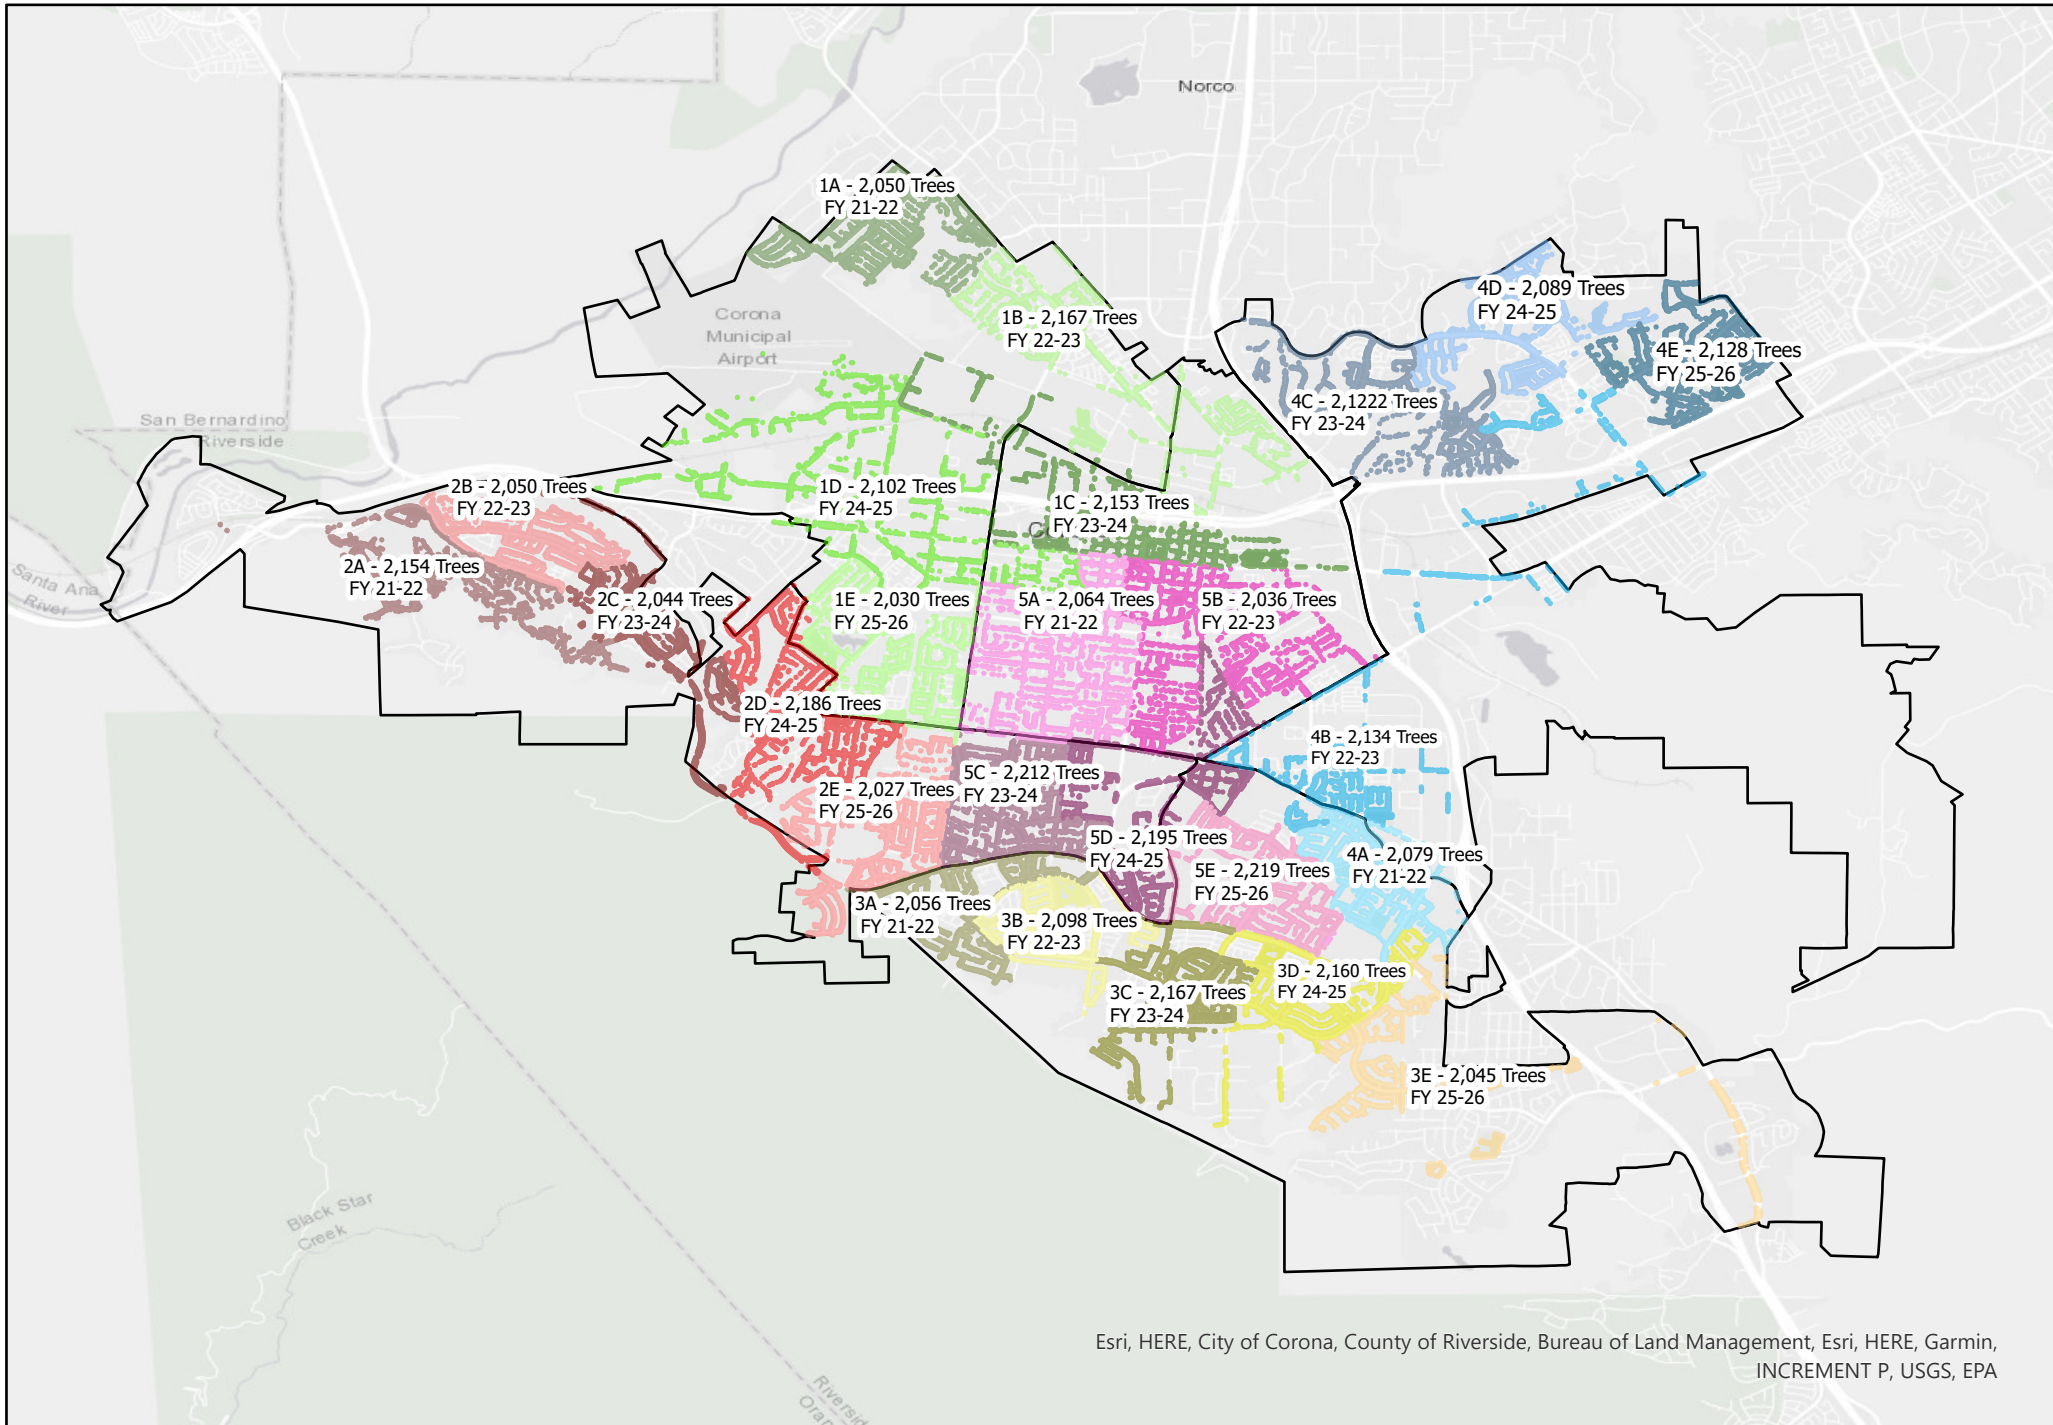 Norco
1A - 2,050 Trees
FY 21-22
4D - 2,089 Trees
FY 24-25
1B - 2,167 Trees
FY 22-23
Corona
Municipal
Airport
4E - 2,128 Trees
FY 25-26
4C - 2,1222 Trees
FY 23-24
San Bernardino
Riverside
2B - 2,050 Trees
FY 22-23
1D - 2,102 Trees
FY 24-25
1C - 2,153 Trees
FY 23-24
2A - 2,154 Trees
FY 21-22
Santa Ana
River
2C - 2,044 Trees
FY 23-24
1E - 2,030 Trees
FY 25-26
5A - 2,064 Trees
FY 21-22
5B - 2,036 Trees
FY 22-23
2D - 2,186 Trees
FY 24-25
4B - 2,134 Trees
FY 22-23
5C - 2,212 Trees
FY 23-24
2E - 2,027 Trees
FY 25-26
5D - 2,195 Trees
FY 24-25
4A - 2,079 Trees
FY 21-22
5E - 2,219 Trees
FY 25-26
3A - 2,056 Trees
FY 21-22
3B - 2,098 Trees
FY 22-23
3D - 2,160 Trees
FY 24-25
3C - 2,167 Trees
FY 23-24
3E - 2,045 Trees
FY 25-26
Black Star
Creek
Esri, HERE, City of Corona, County of Riverside, Bureau of Land Management, Esri, HERE, Garmin,
INCREMENT P, USGS, EPA